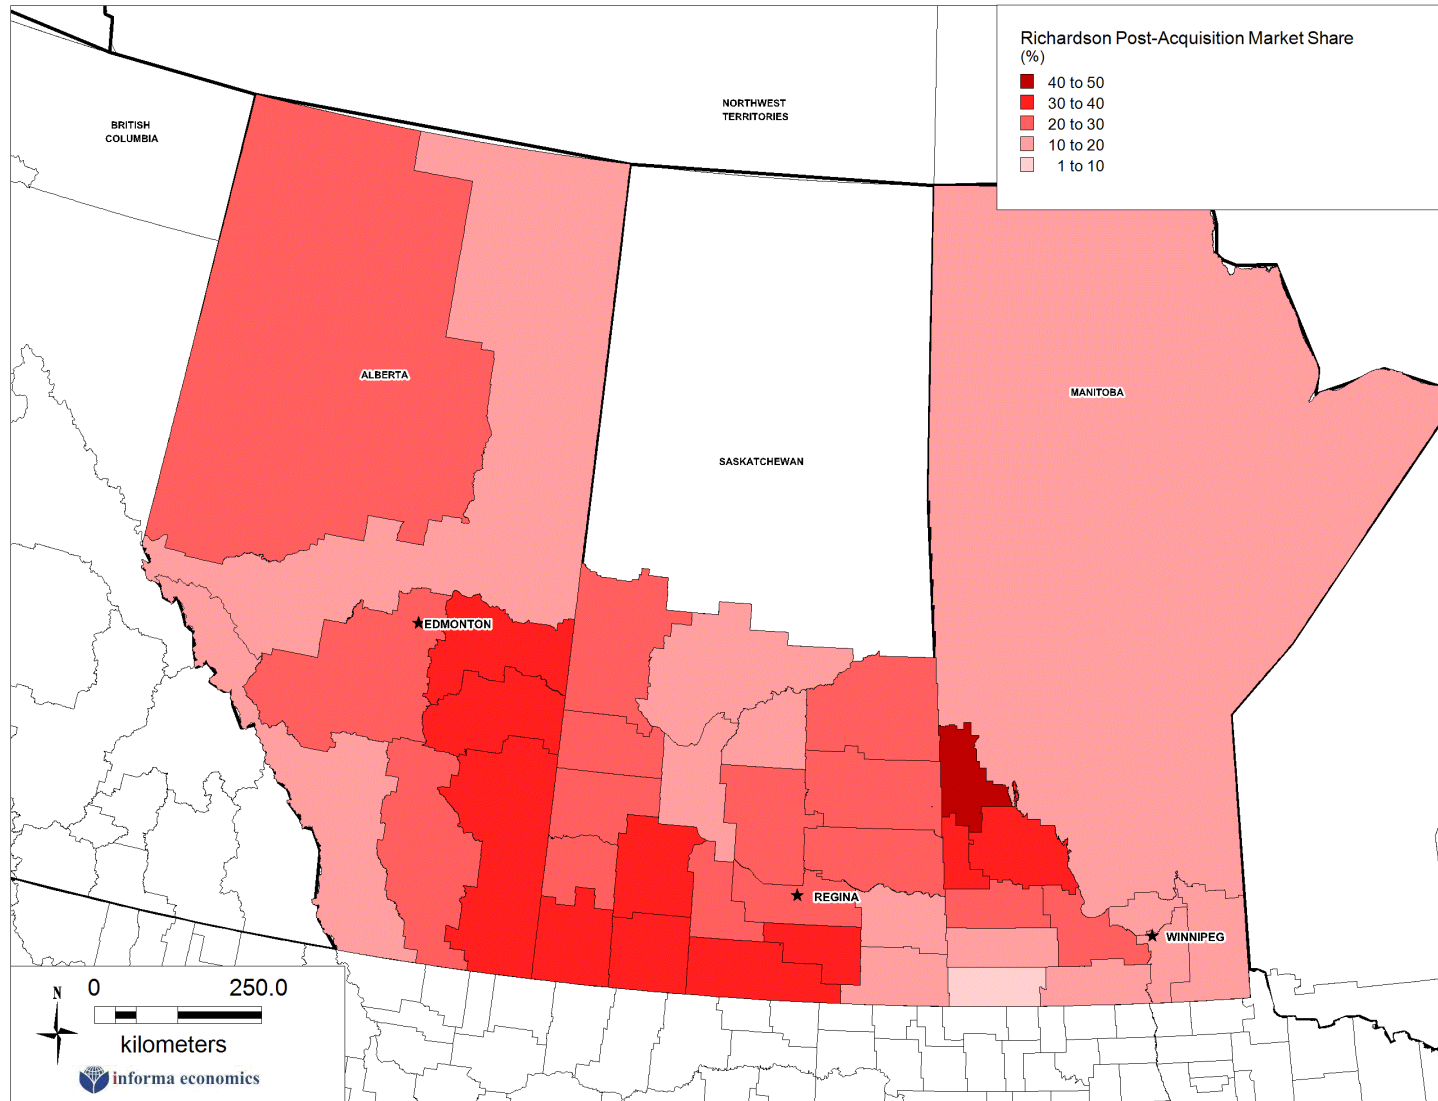 Richardson Post-Acquisition Market Share
(%)
40 to 50
30 to 40
20 to 30
10 to 20
1 to 10
NORTHWEST
TERRITORIES
BRITISH
COLUMBIA
ALBERTA
MANITOBA
SASKATCHEWAN
EDMONTON
REGINA
WINNIPEG
N
0 250.0
kilometers
informa economics